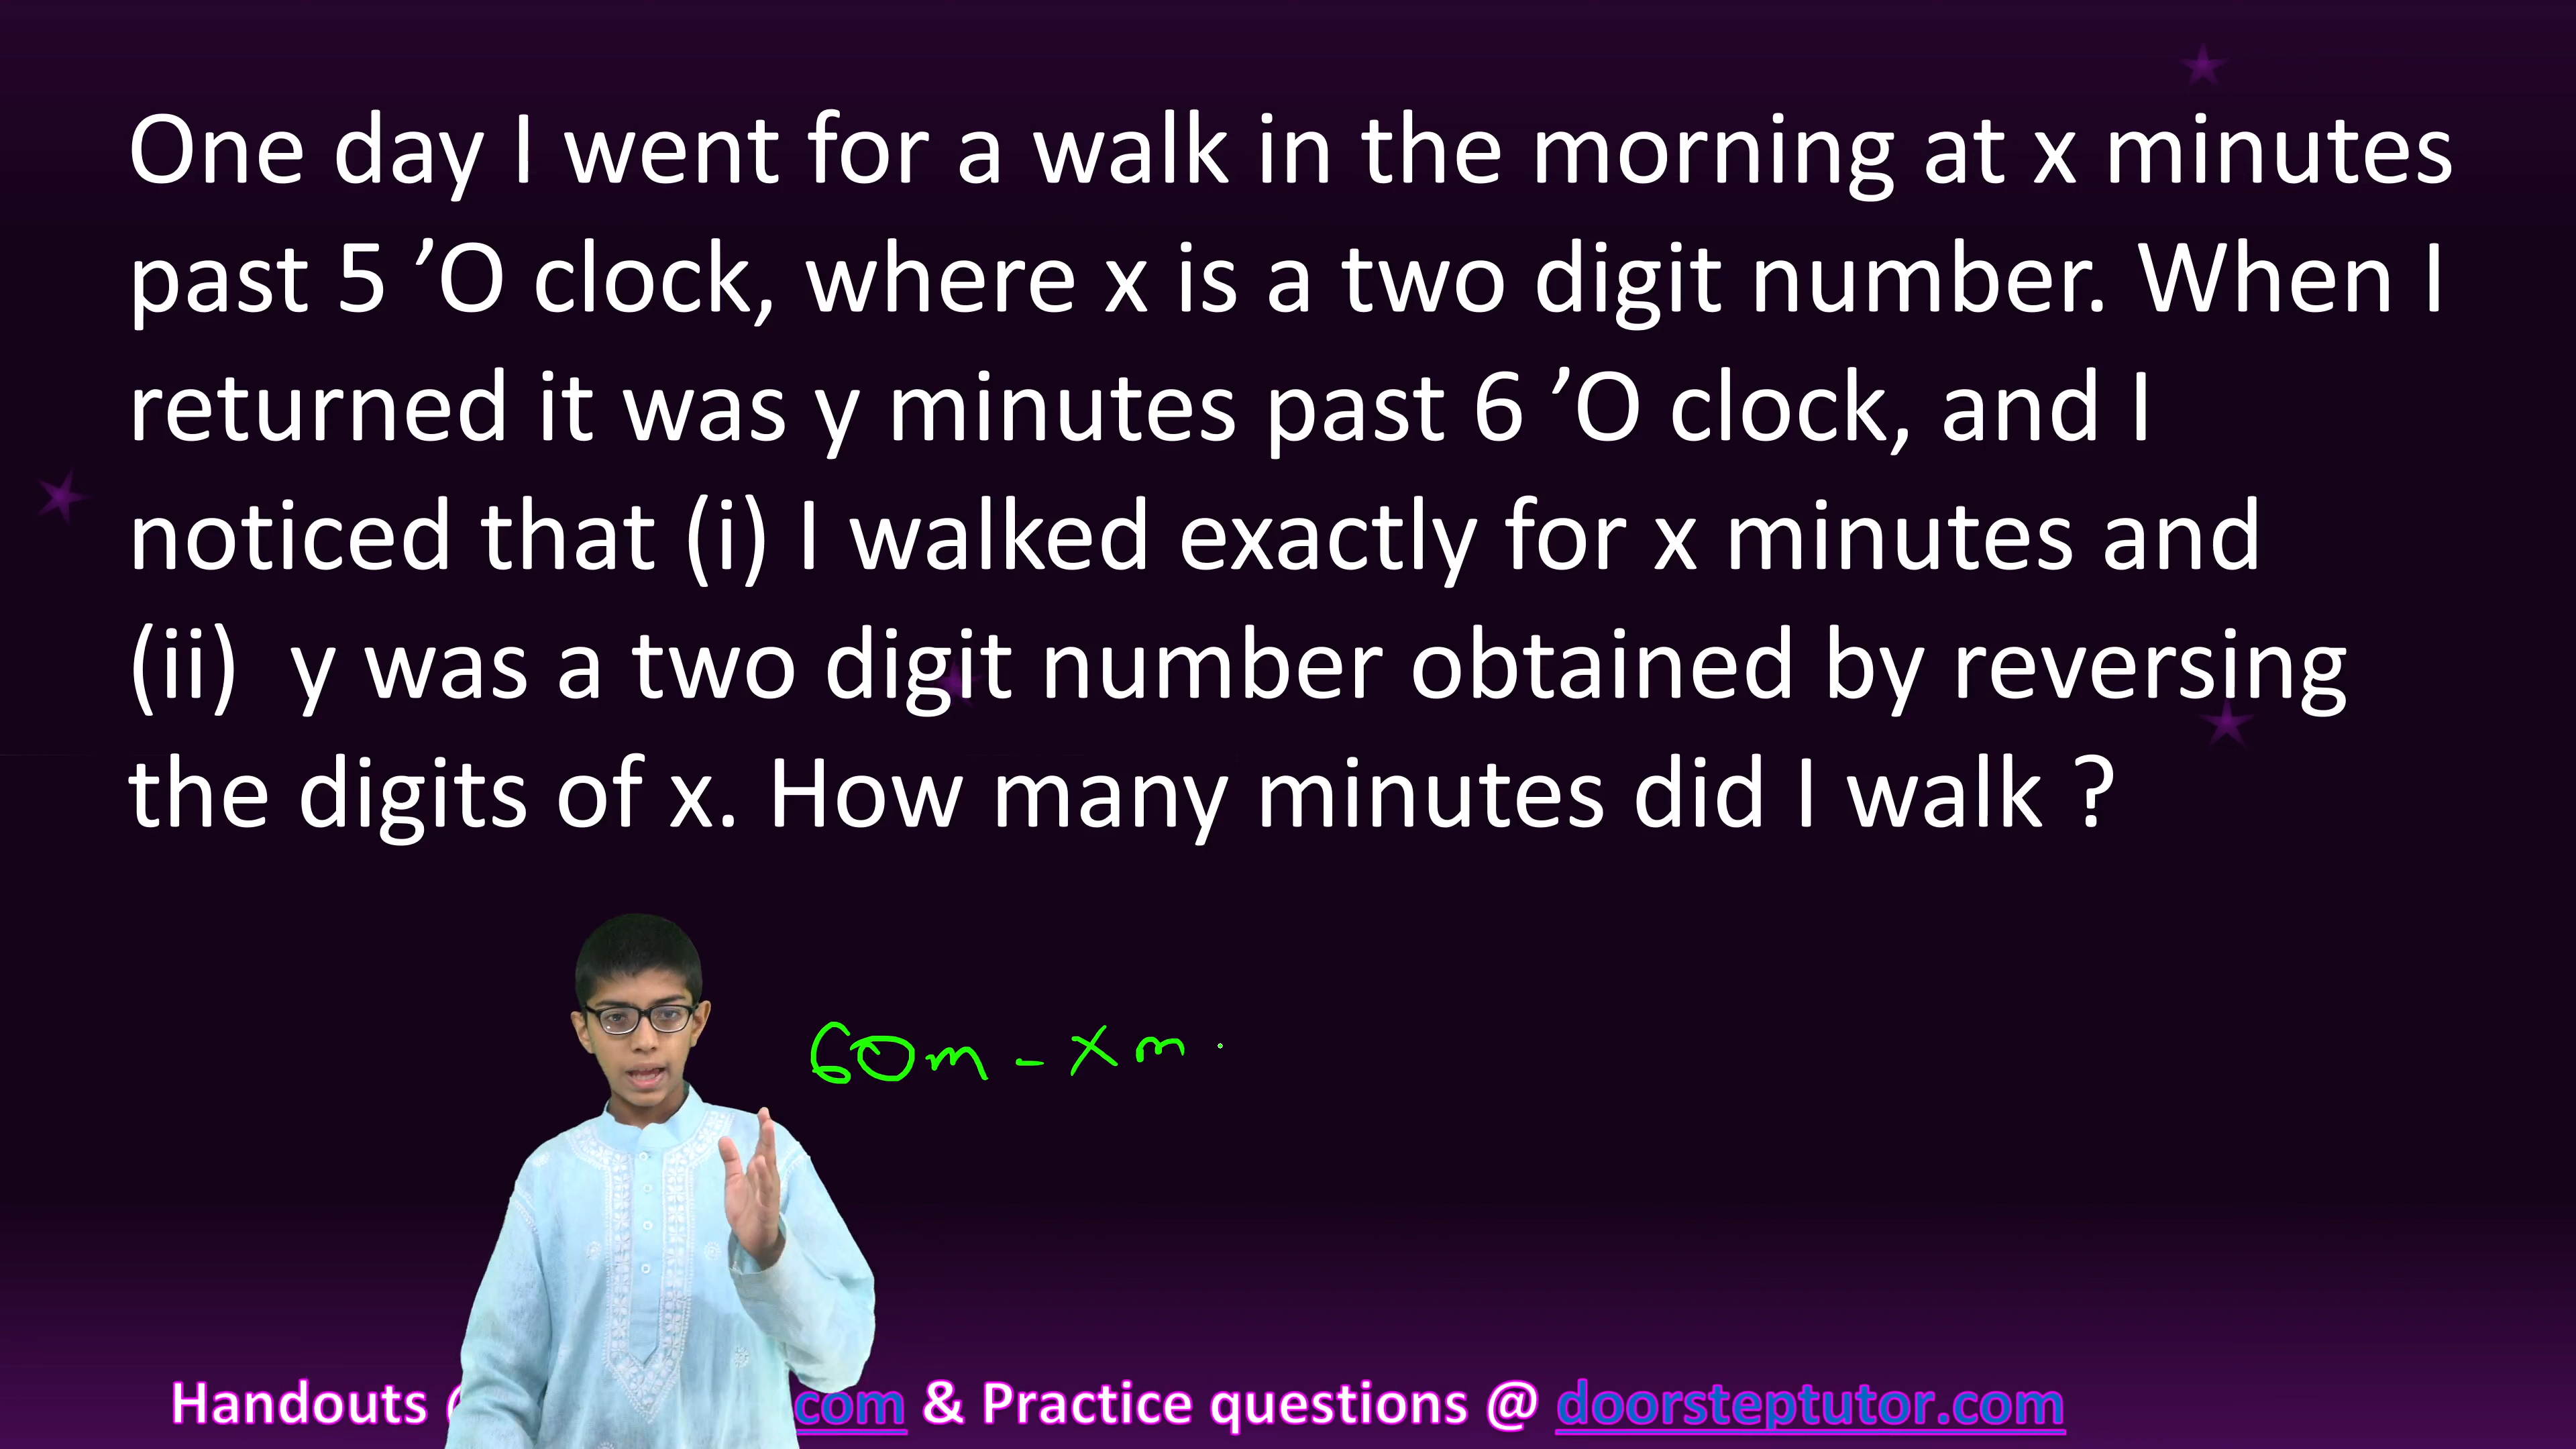 One day I went for a walk in the morning at x minutes
past 5 ’O clock, where x is a two digit number. When I
returned it was y minutes past 6 ’O clock, and I
noticed that (i) I walked exactly for x minutes and
(ii) y was a two digit number obtained by reversing
the digits of x. How many minutes did I walk ?
60m - xm
Handouts @ com & Practice questions @ doorsteptutor.com